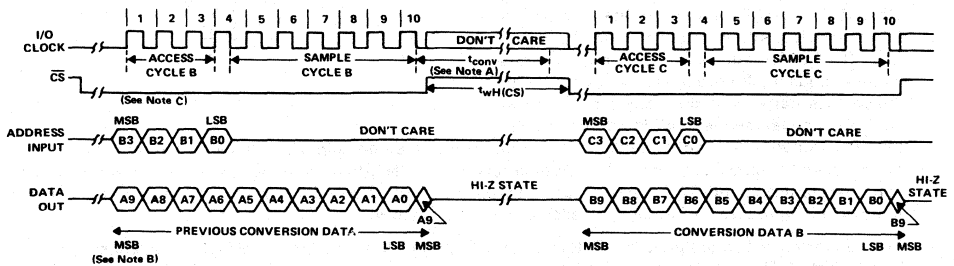 1 2 3 4 5 6 7 8 9 10 1 2 3 4 5 6 7 8 9 10
I/O CLOCK
DON'T CARE
ACCESS CYCLE B
SAMPLE CYCLE B
tconv
(See Note A)
ACCESS CYCLE C
SAMPLE CYCLE C
CS
(See Note C)
twH(CS)
MSB LSB MSB LSB
ADDRESS INPUT
B3 B2 B1 B0 DON'T CARE C3 C2 C1 C0 DON'T CARE
DATA OUT
A9 A8 A7 A6 A5 A4 A3 A2 A1 A0 HI-Z STATE B9 B8 B7 B6 B5 B4 B3 B2 B1 B0 HI-Z STATE
A9 B9
PREVIOUS CONVERSION DATA CONVERSION DATA B
MSB LSB MSB MSB LSB MSB
(See Note B)